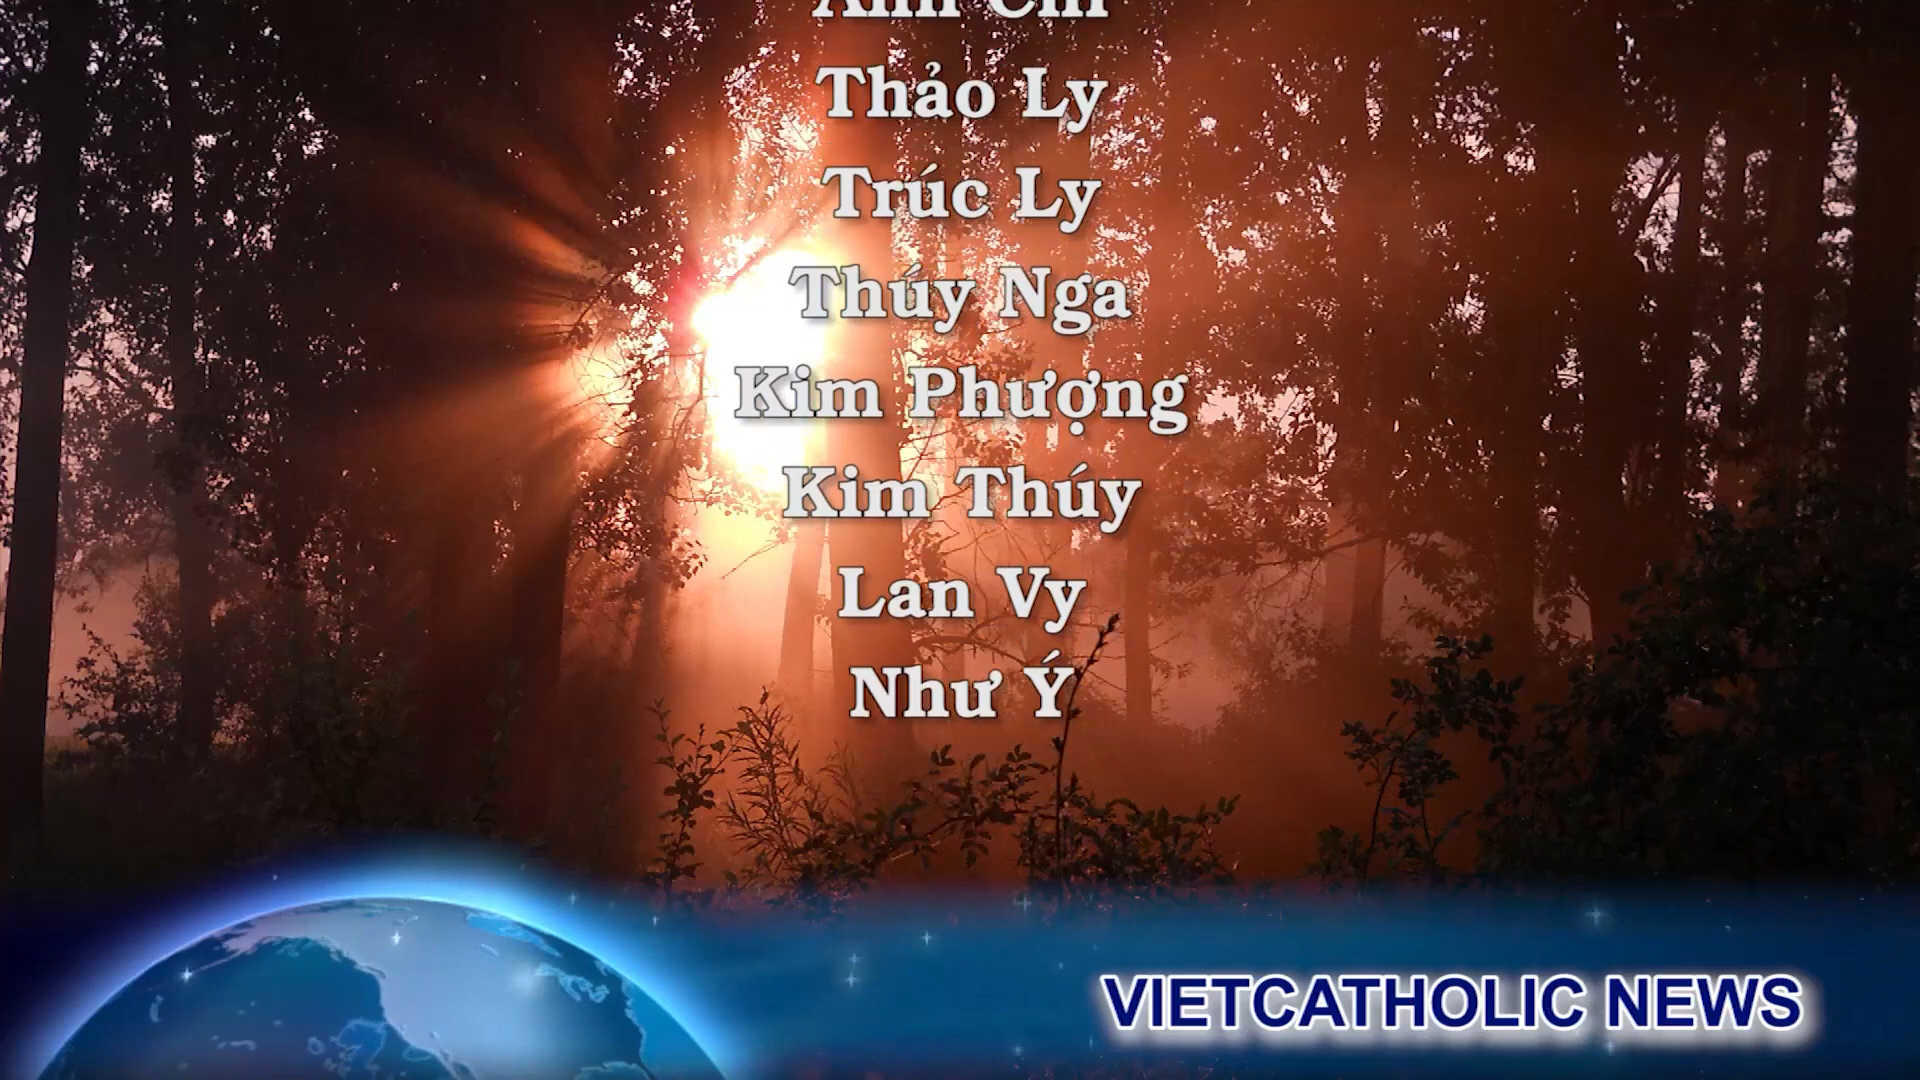 Thảo Ly
Trúc Ly
Thúy Nga
Kim Phượng
Kim Thúy
Lan Vy
Như Ý
VIETCATHOLIC NEWS